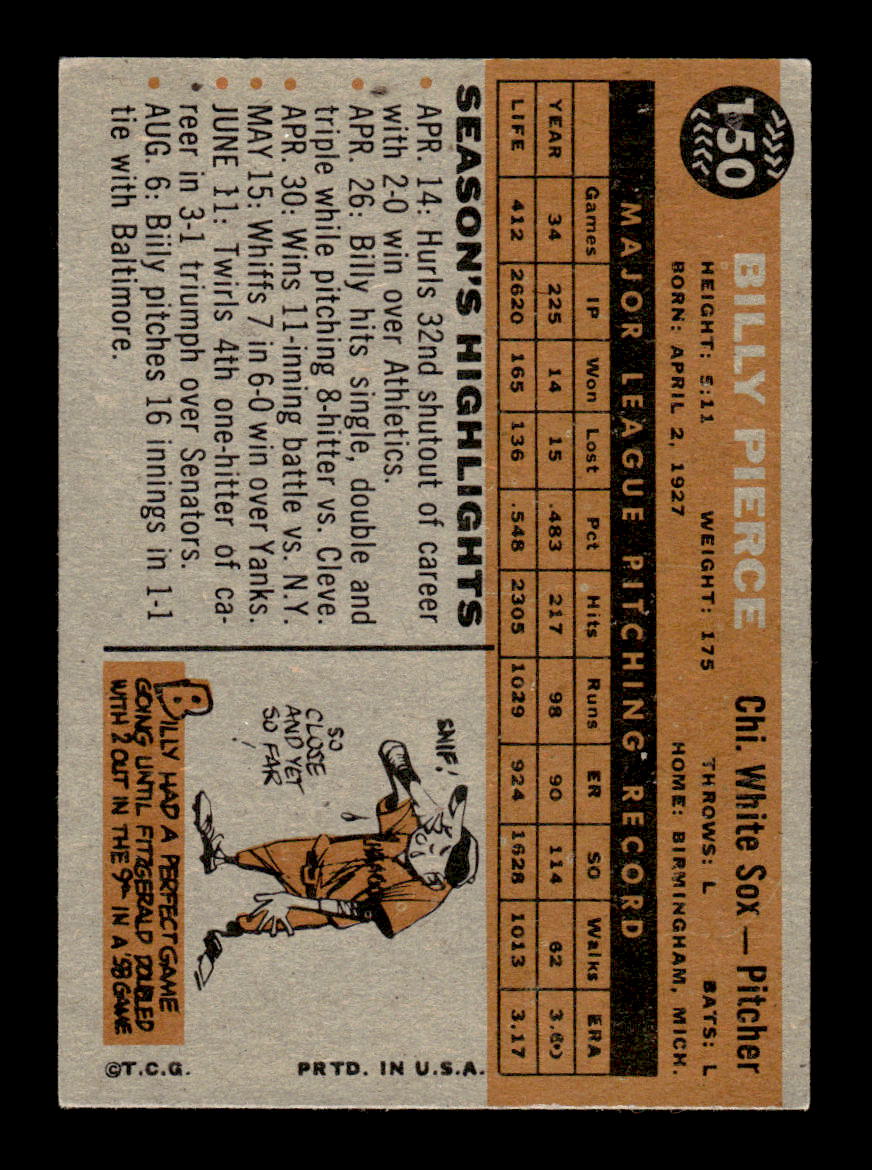 150
BILLY PIERCE Chi. White Sox — Pitcher
HEIGHT: 5:11 WEIGHT: 175 THROWS: L BATS: L
BORN: APRIL 2, 1927 HOME: BIRMINGHAM, MICH.
MAJOR LEAGUE PITCHING RECORD
Games IP Won Lost Pct Hits Runs ER SO Walks ERA
YEAR 34 225 14 15 .483 217 98 90 114 62
LIFE 412 2620 165 136 .548 2305 1029 924 1628 1013 3.17
SEASON'S HIGHLIGHTS
• APR. 14: Hurls 32nd shutout of career
with 2-0 win over Athletics.
• APR. 26: Billy hits single, double and
triple while pitching 8-hitter vs. Cleve.
• APR. 30: Wins 11-inning battle vs. N.Y.
• MAY 15: Whiffs 7 in 6-0 win over Yanks.
• JUNE 11: Twirls 4th one-hitter of ca-
reer in 3-1 triumph over Senators.
• AUG. 6: Billy pitches 16 innings in 1-1
tie with Baltimore.
SNIF!
SO
CLOSE
AND YET
SO FAR
!
BILLY HAD A PERFECT GAME
GOING UNTIL FITZGERALD DOUBLED
WITH 2 OUT IN THE 9TH IN A '58 GAME
©T.C.G. PRTD. IN U.S.A.